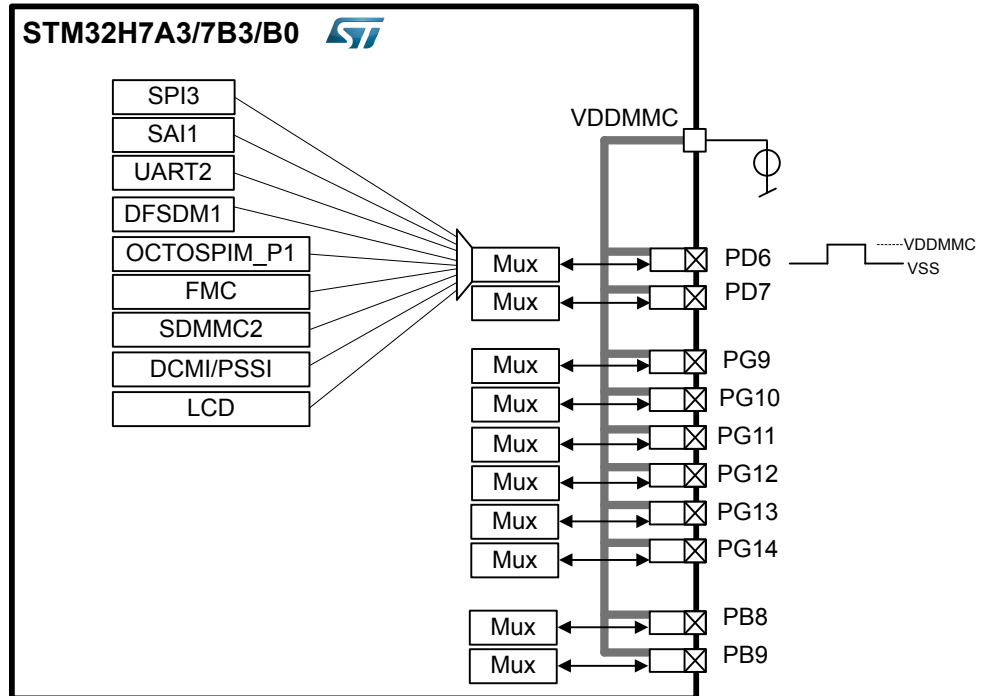 STM32H7A3/7B3/B0 ST
SPI3
SAI1
UART2
DFSDM1
OCTOSPIM_P1
FMC
SDMMC2
DCMI/PSSI
LCD
VDDMMC
Mux PD6
VDDMMC
VSS
Mux PD7
Mux PG9
Mux PG10
Mux PG11
Mux PG12
Mux PG13
Mux PG14
Mux PB8
Mux PB9